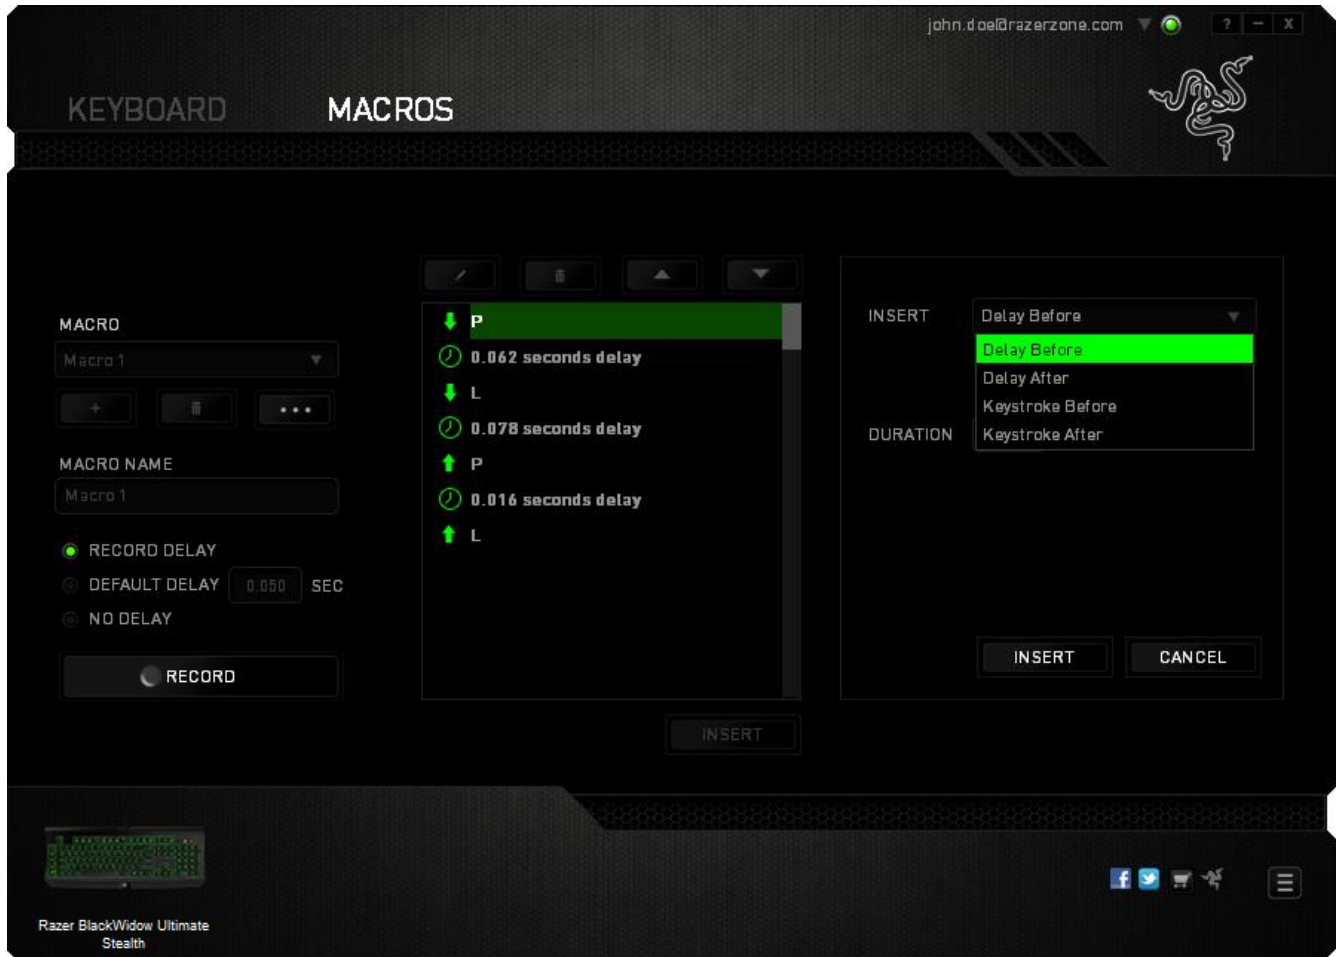 john.doe@razerzone.com
? – X
KEYBOARD
MACROS
MACRO
Macro 1
+
...
MACRO NAME
Macro 1
RECORD DELAY
DEFAULT DELAY 0.050 SEC
NO DELAY
RECORD
P
0.062 seconds delay
L
0.078 seconds delay
P
0.016 seconds delay
L
INSERT
INSERT Delay Before
Delay Before
Delay After
Keystroke Before
Keystroke After
DURATION
INSERT
CANCEL
Razer BlackWidow Ultimate
Stealth
f